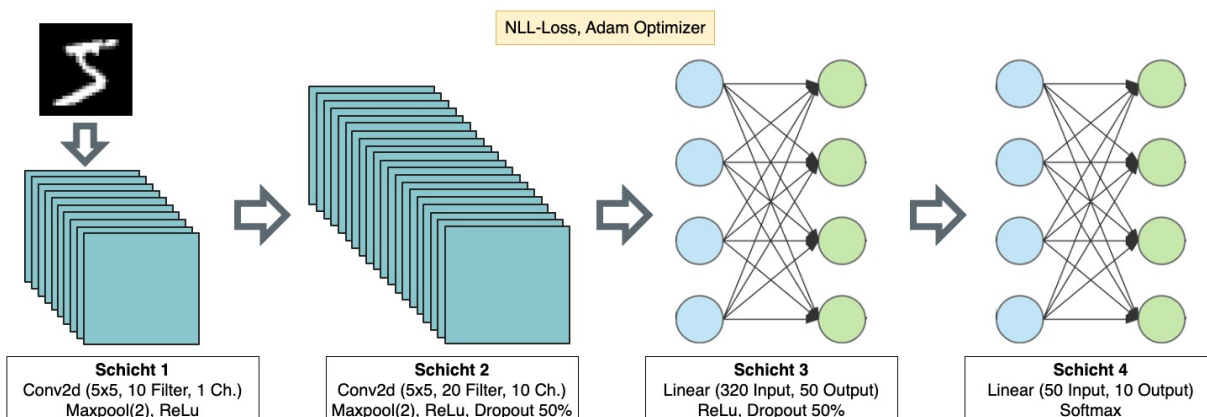 NLL-Loss, Adam Optimizer
Schicht 1
Conv2d (5x5, 10 Filter, 1 Ch.)
Maxpool(2), ReLu
Schicht 2
Conv2d (5x5, 20 Filter, 10 Ch.)
Maxpool(2), ReLu, Dropout 50%
Schicht 3
Linear (320 Input, 50 Output)
ReLu, Dropout 50%
Schicht 4
Linear (50 Input, 10 Output)
Softmax